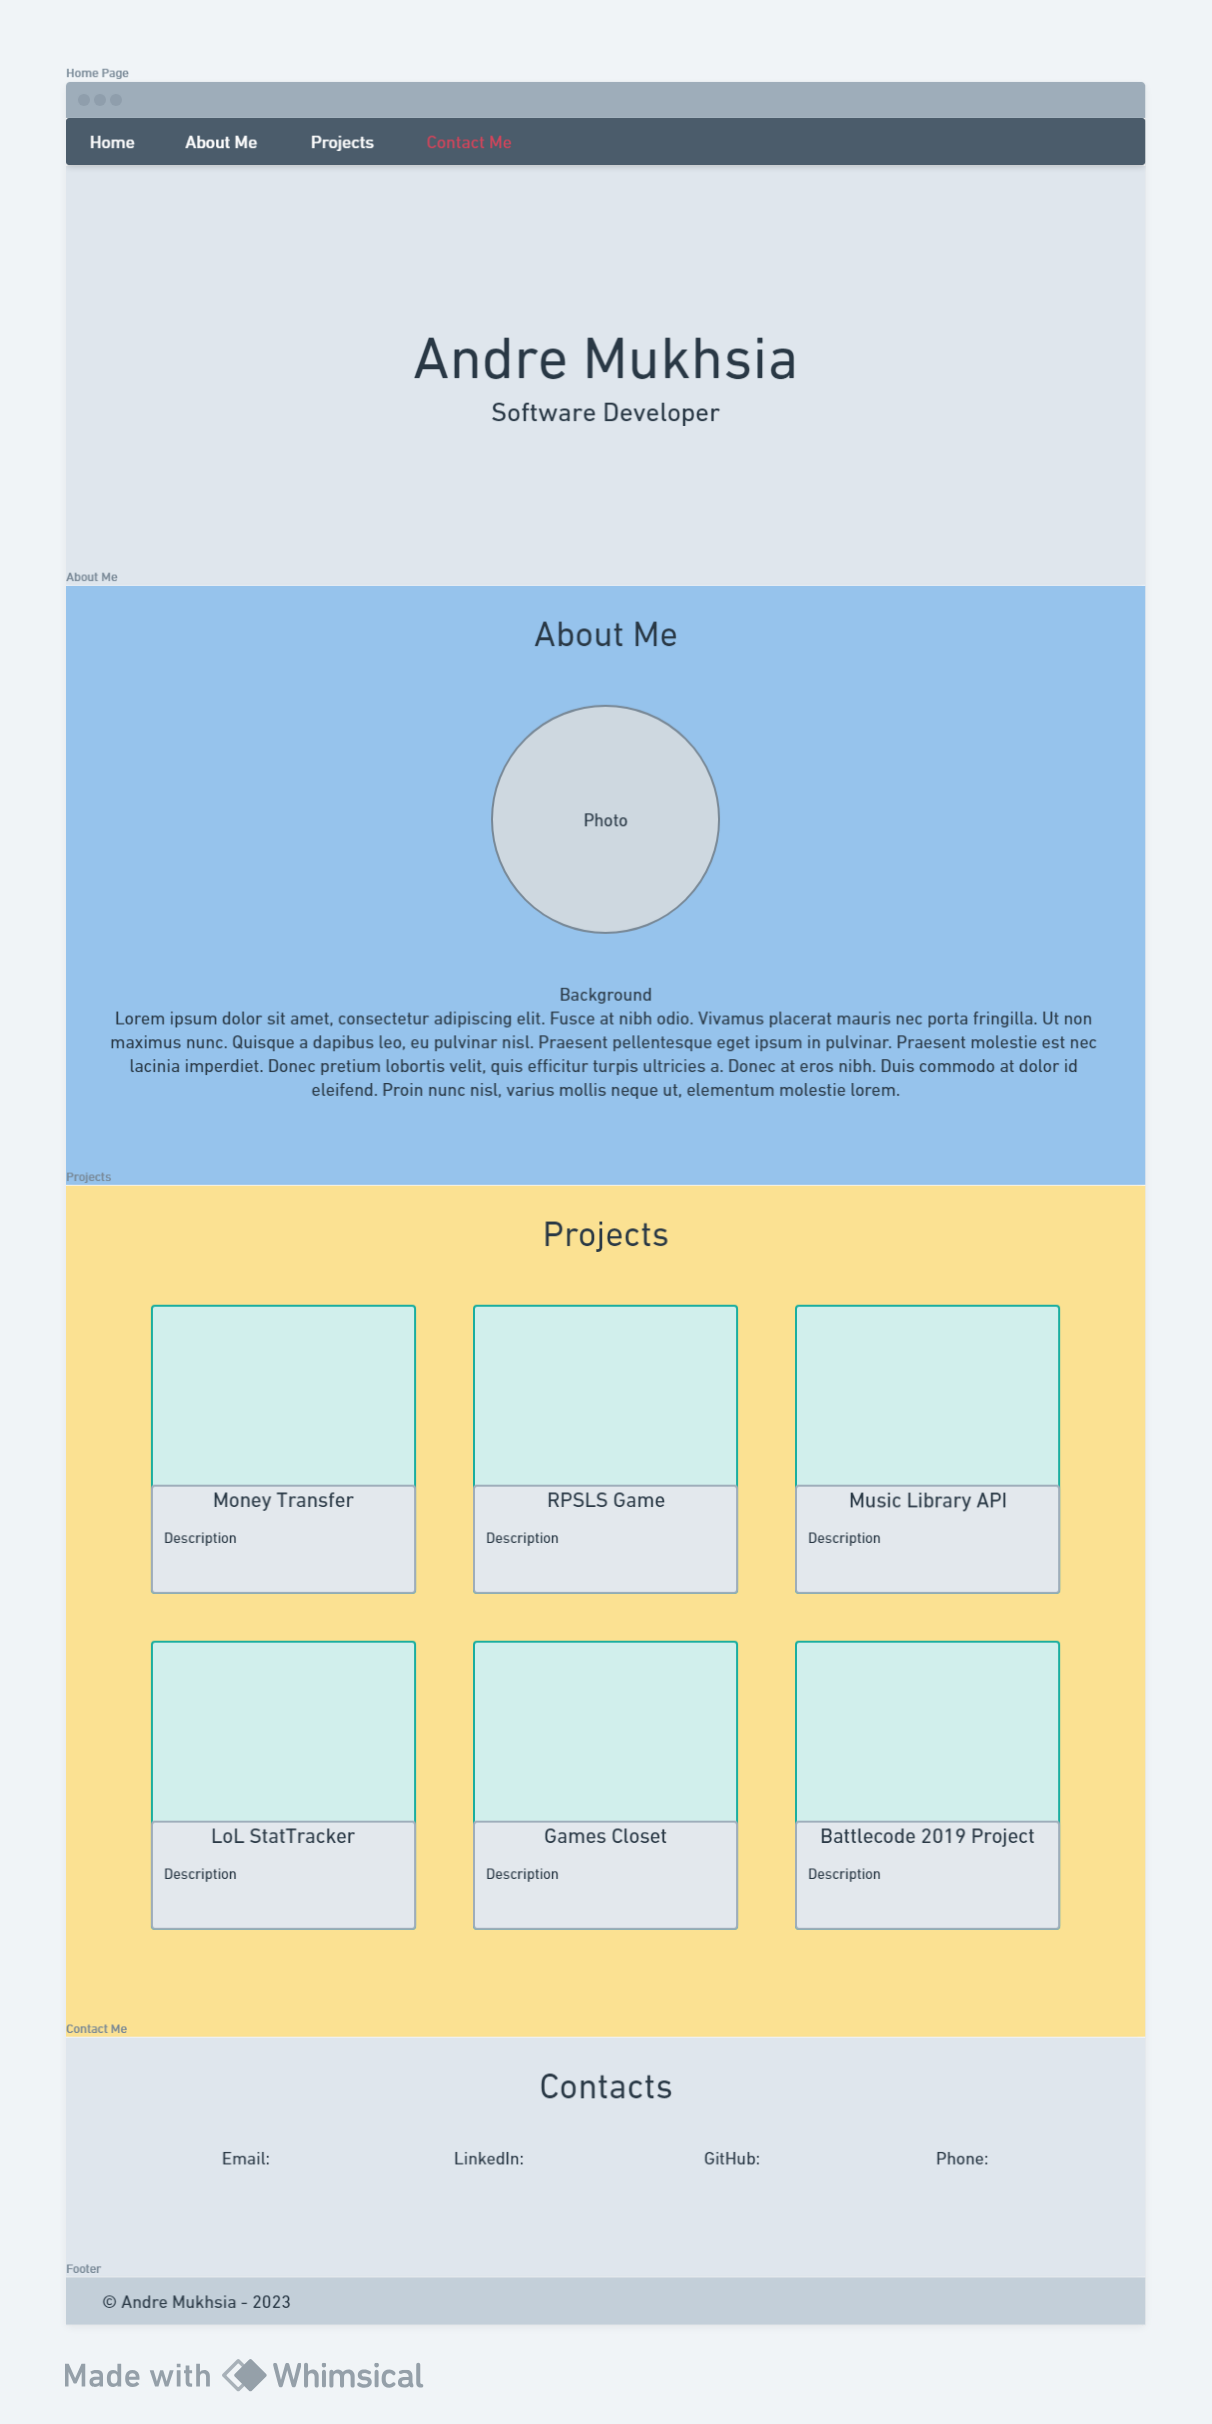 Home Page
Home About Me Projects Contact Me
Andre Mukhsia
Software Developer
About Me
About Me
Photo
Background
Lorem ipsum dolor sit amet, consectetur adipiscing elit. Fusce at nibh odio. Vivamus placerat mauris nec porta fringilla. Ut non
maximus nunc. Quisque a dapibus leo, eu pulvinar nisl. Praesent pellentesque eget ipsum in pulvinar. Praesent molestie est nec
lacinia imperdiet. Donec pretium lobortis velit, quis efficitur turpis ultricies a. Donec at eros nibh. Duis commodo at dolor id
eleifend. Proin nunc nisl, varius mollis neque ut, elementum molestie lorem.
Projects
Projects
Money Transfer
Description
RPSLS Game
Description
Music Library API
Description
LoL StatTracker
Description
Games Closet
Description
Battlecode 2019 Project
Description
Contact Me
Contacts
Email: LinkedIn: GitHub: Phone:
Footer
© Andre Mukhsia - 2023
Made with Whimsical